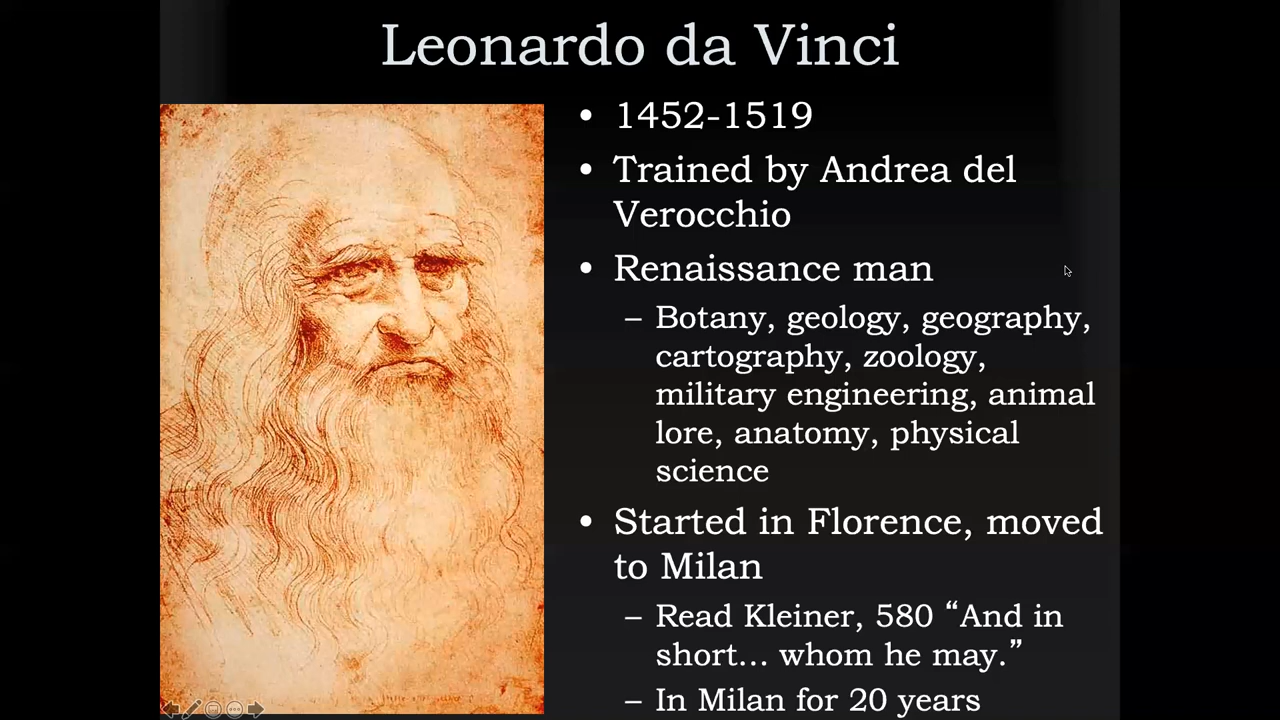 Leonardo da Vinci
• 1452-1519
• Trained by Andrea del
Verocchio
• Renaissance man
– Botany, geology, geography,
cartography, zoology,
military engineering, animal
lore, anatomy, physical
science
• Started in Florence, moved
to Milan
– Read Kleiner, 580 “And in
short… whom he may.”
– In Milan for 20 years